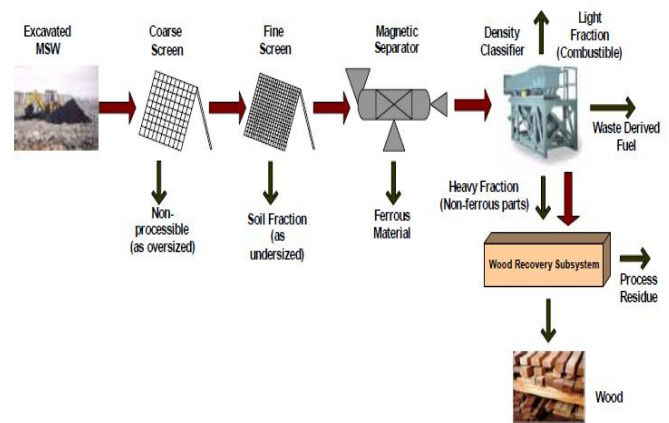 Excavated
MSW
Coarse
Screen
Fine
Screen
Magnetic
Separator
Density
Classifier
Light
Fraction
(Combustible)
Waste Derived
Fuel
Non-
processible
(as oversized)
Soil Fraction
(as
undersized)
Ferrous
Material
Heavy Fraction
(Non-ferrous parts)
Wood Recovery Subsystem
Process
Residue
Wood